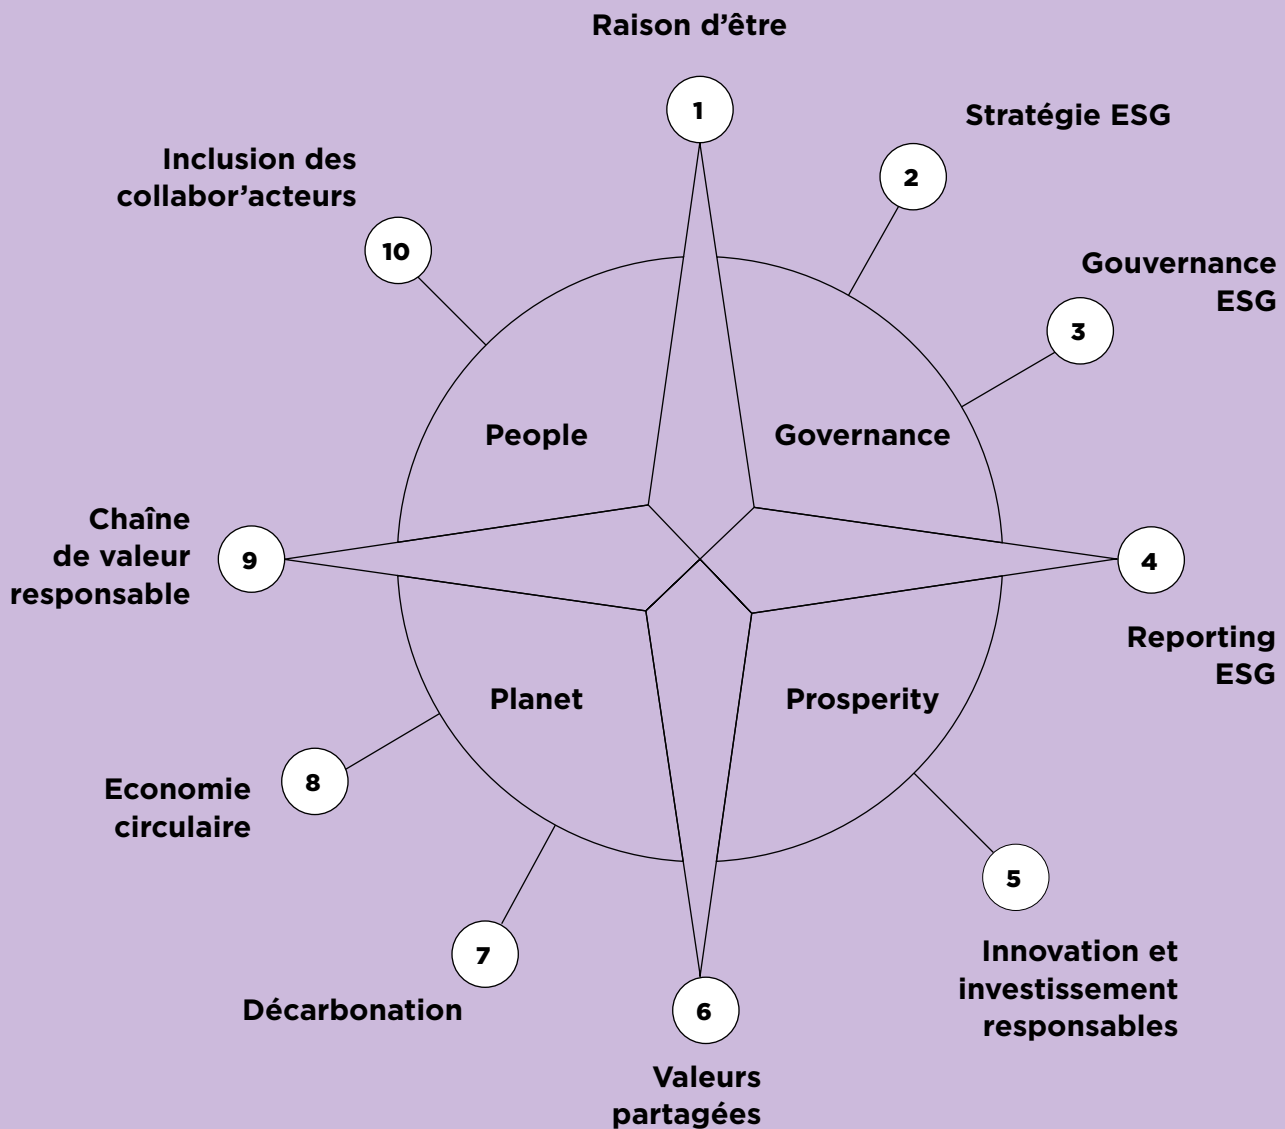 Raison d’être
1
Stratégie ESG
2
Inclusion des
collabor’acteurs
10
Gouvernance
ESG
3
People
Governance
Chaîne
de valeur
responsable
9
4
Reporting
ESG
Planet
Prosperity
Economie
circulaire
8
5
Innovation et
investissement
responsables
7
Décarbonation
6
Valeurs
partagées